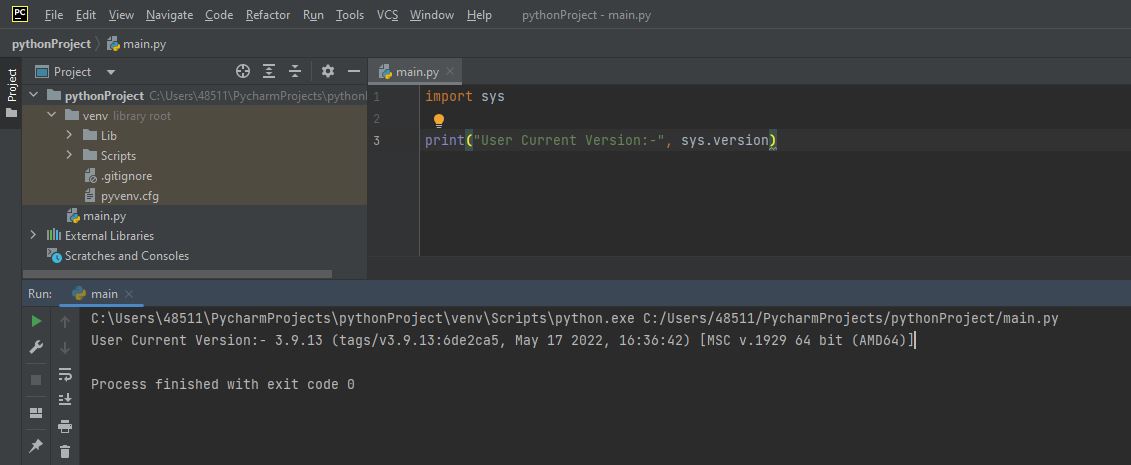 PC File Edit View Navigate Code Refactor Run Tools VCS Window Help pythonProject - main.py
pythonProject main.py
Project
Project
main.py
pythonProject C:\Users\48511\PycharmProjects\python
venv library root
Lib
Scripts
.gitignore
pyvenv.cfg
main.py
External Libraries
Scratches and Consoles
1 import sys
2
3 print("User Current Version:-", sys.version)
Run: main
C:\Users\48511\PycharmProjects\pythonProject\venv\Scripts\python.exe C:/Users/48511/PycharmProjects/pythonProject/main.py
User Current Version:- 3.9.13 (tags/v3.9.13:6de2ca5, May 17 2022, 16:36:42) [MSC v.1929 64 bit (AMD64)]
Process finished with exit code 0